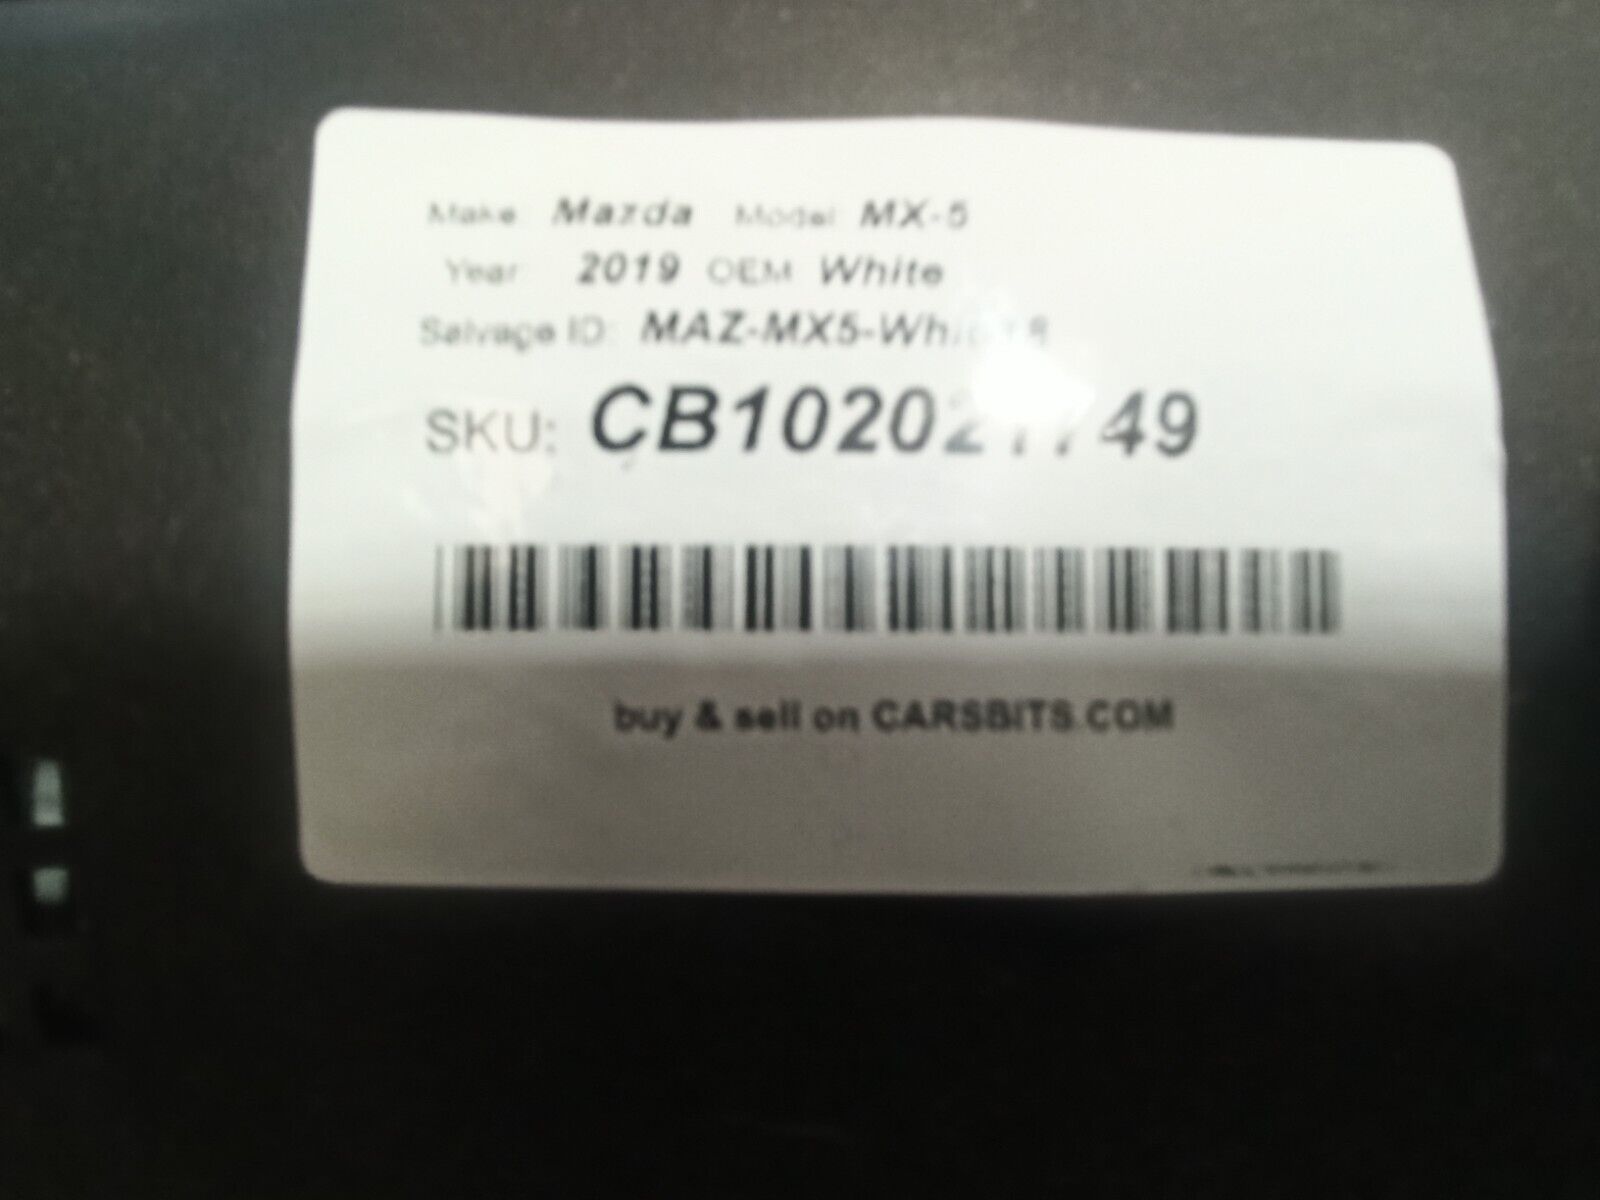 Make: Mazda Model: MX-5
Year: 2019 OEM: White
Salvage ID:
SKU:
buy & sell on CARSBITS.COM